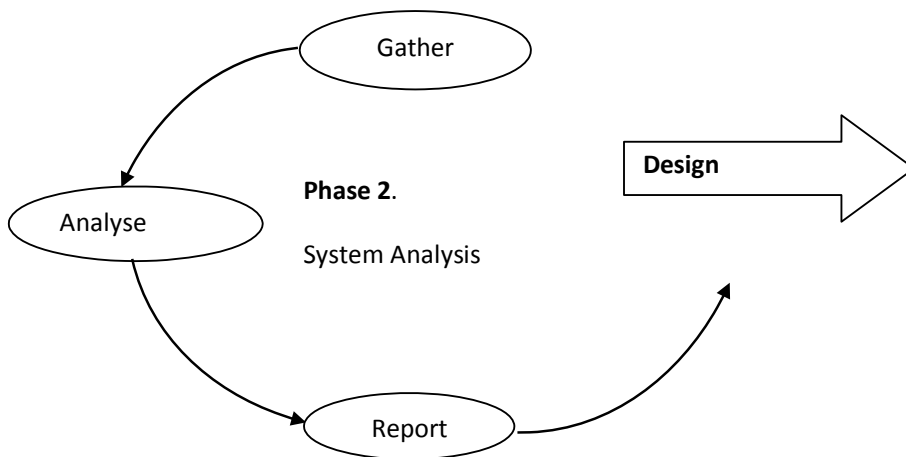 Gather
Design
Phase 2.
Analyse
System Analysis
Report